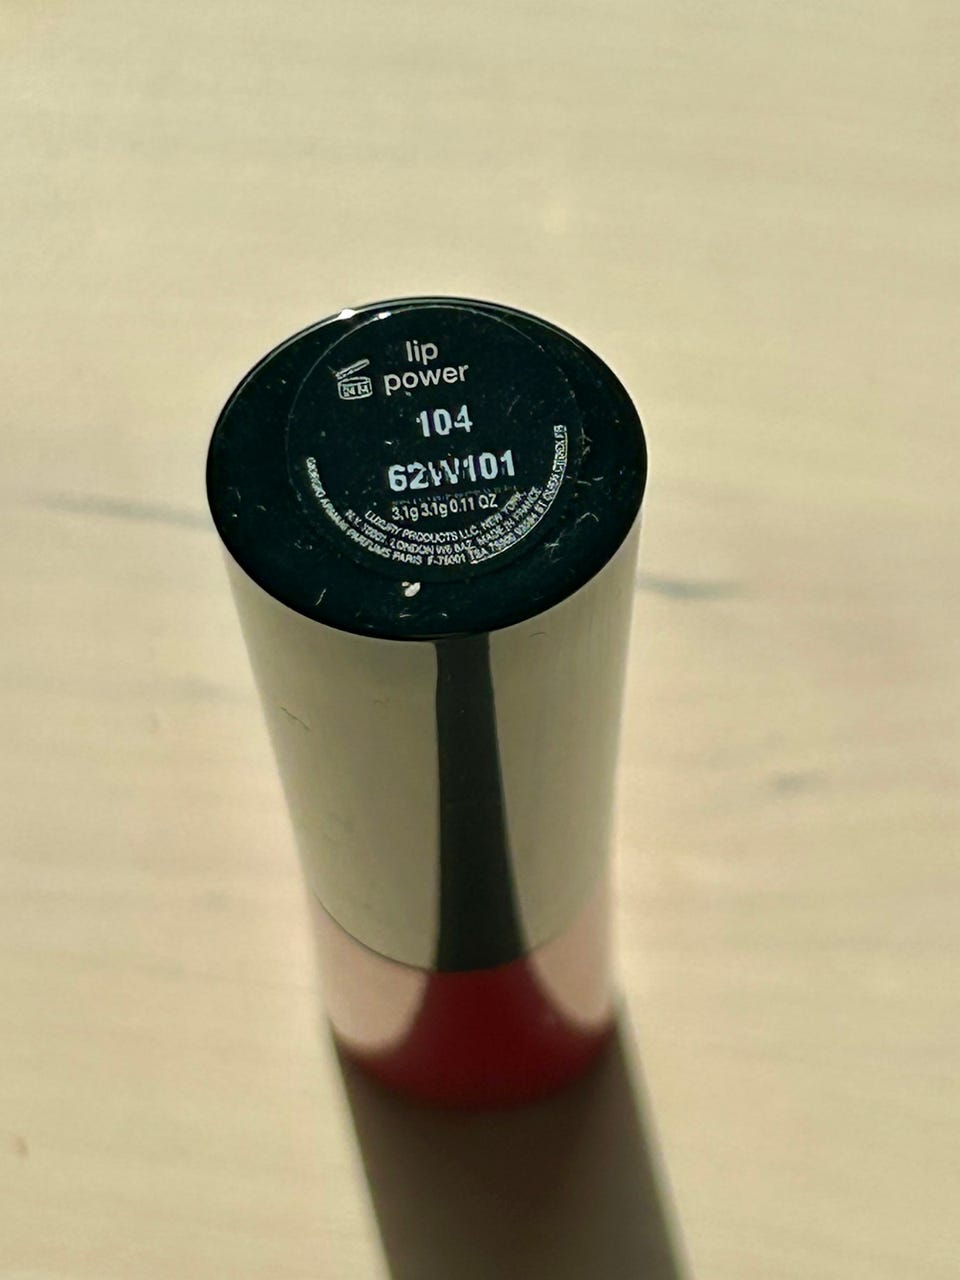 lip
power
24 M
104
62W101
3.1g 3.1g 0.11 OZ
LUXURY PRODUCTS LLC, NEW YORK,
N.Y. LONDON W6 8AZ. MADE IN FRANCE
GIORGIO ARMANI PARFUMS PARIS F-75001